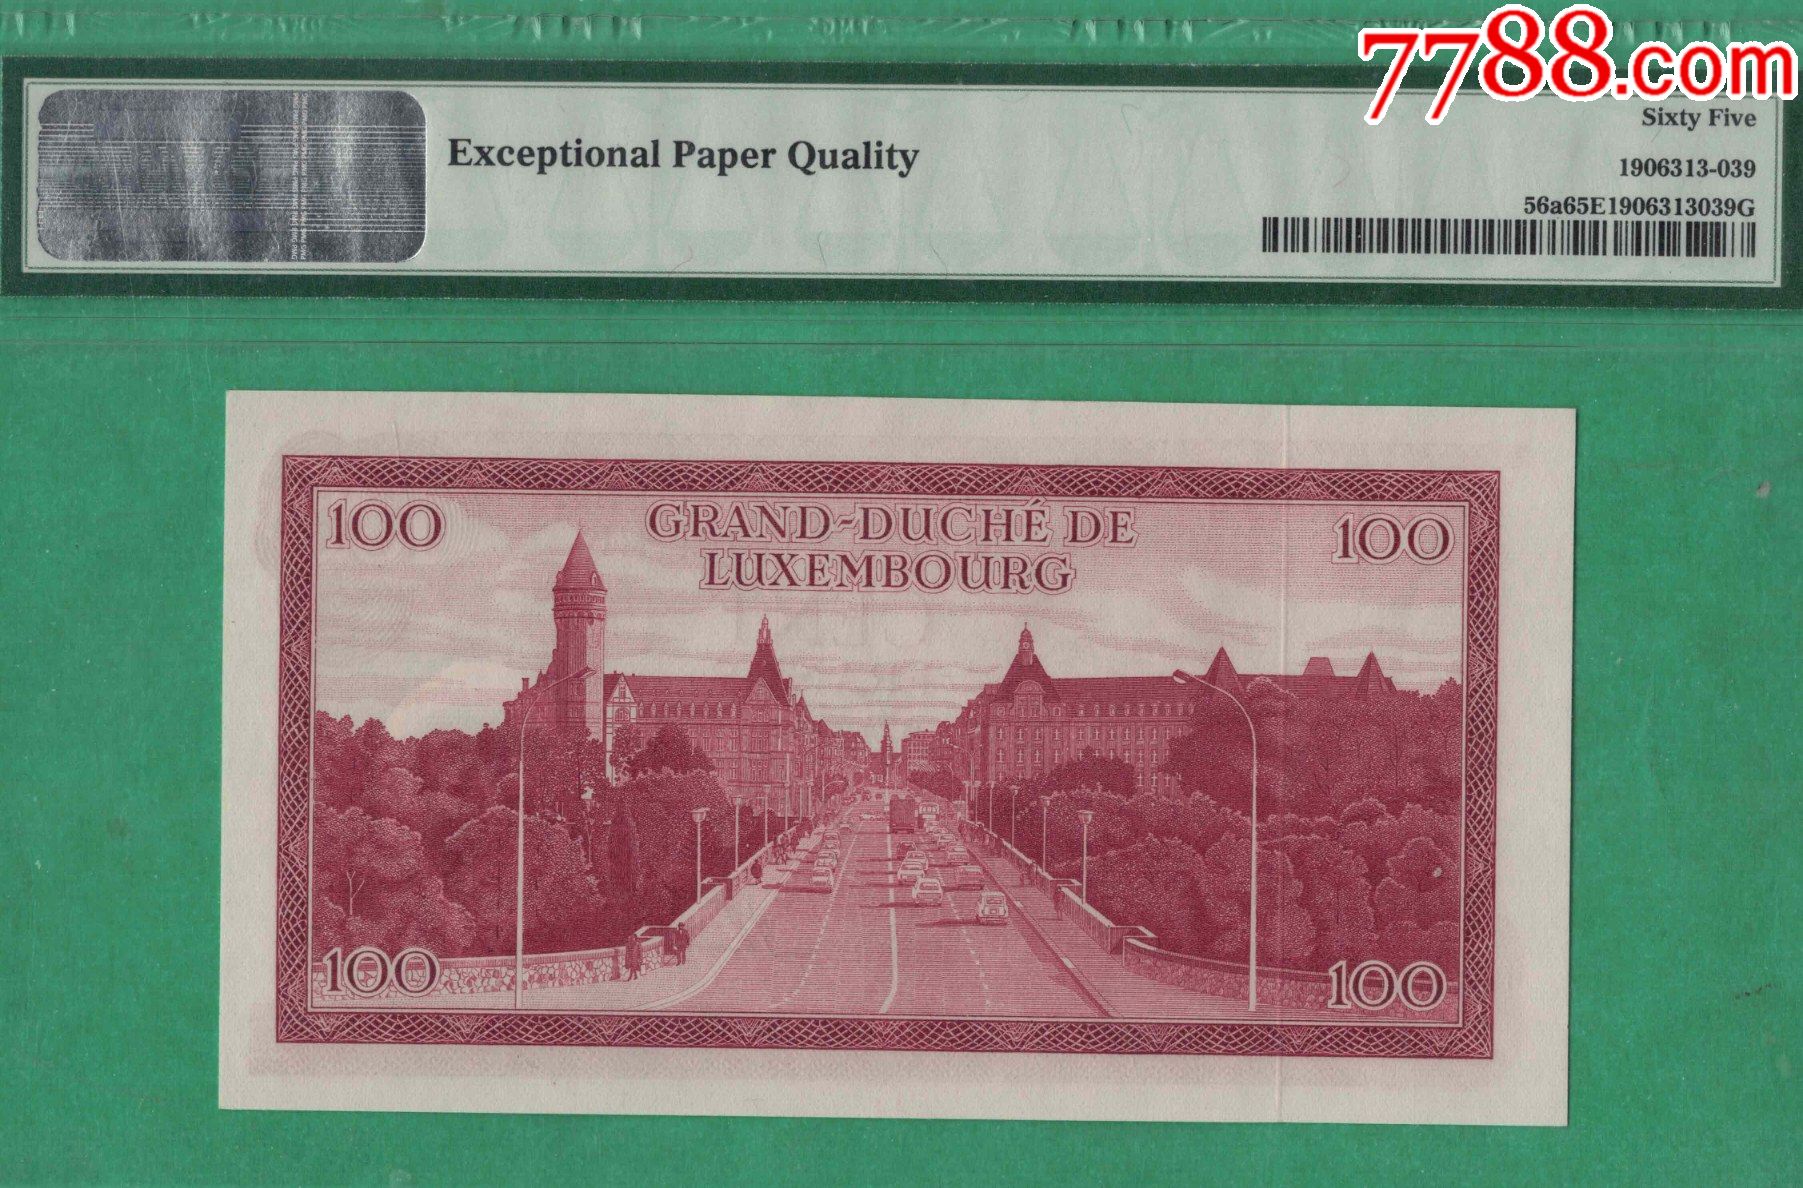 7788.com
Sixty Five
Exceptional Paper Quality
1906313-039
56a65E1906313039G
100
GRAND-DUCHÉ DE
100
LUXEMBOURG
100
100